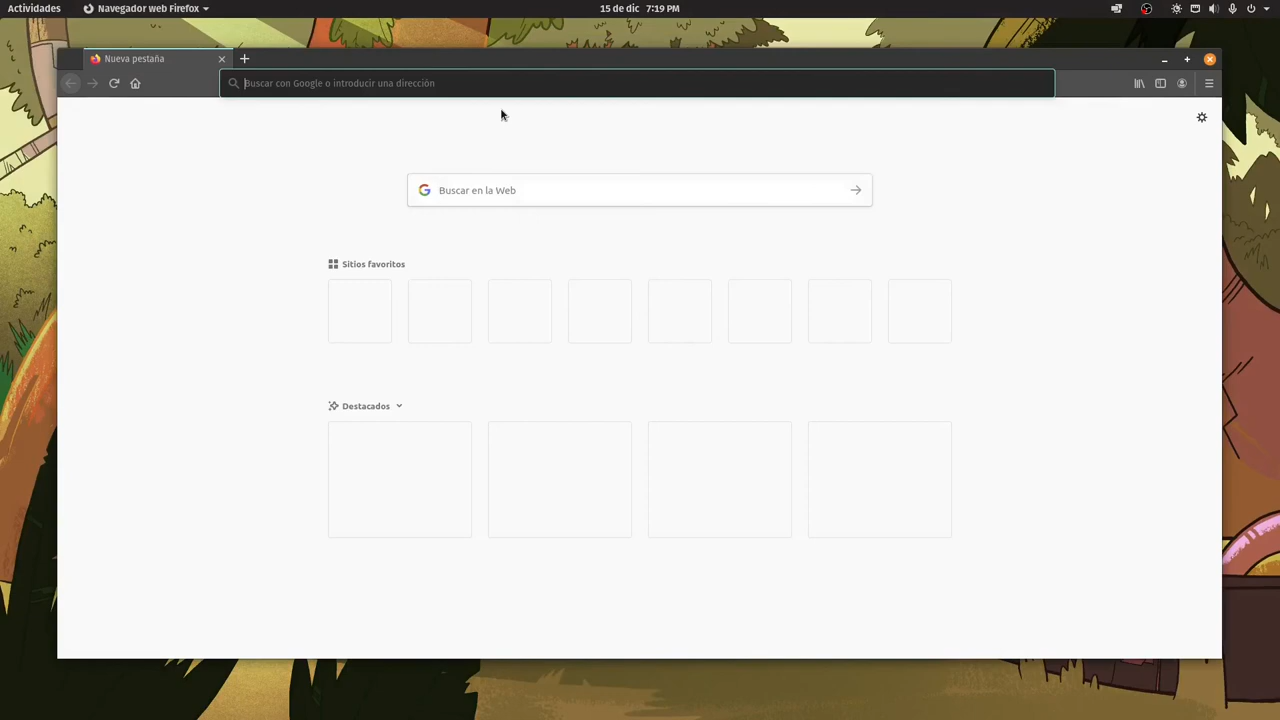 Actividades
Navegador web Firefox
15 de dic 7:19 PM
Nueva pestaña
Buscar con Google o introducir una dirección
Buscar en la Web
Sitios favoritos
Destacados